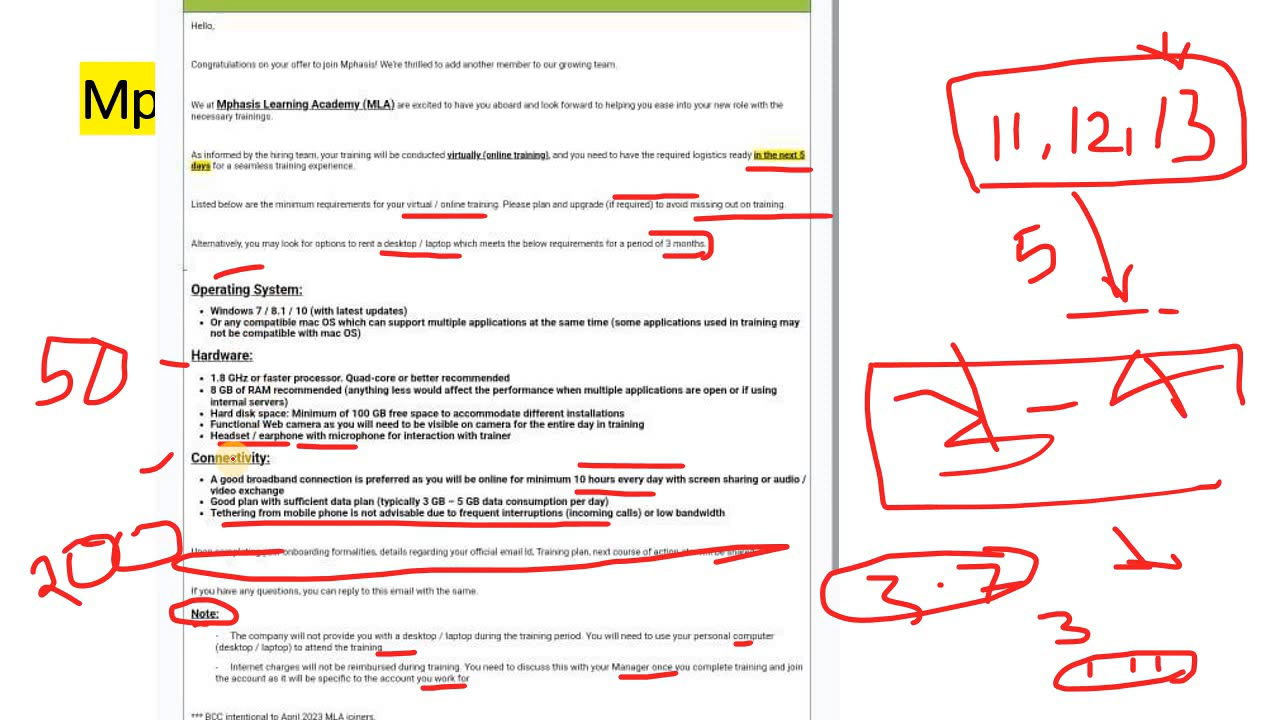 Mp
Hello,
Congratulations on your offer to join Mphasis! We're thrilled to add another member to our growing team.
We at Mphasis Learning Academy (MLA) are excited to have you aboard and look forward to helping you ease into your new role with the
necessary trainings.
As informed by the hiring team, your training will be conducted virtually (online training), and you need to have the required logistics ready in the next 5
days for a seamless training experience.
Listed below are the minimum requirements for your virtual / online training. Please plan and upgrade (if required) to avoid missing out on training.
Alternatively, you may look for options to rent a desktop / laptop which meets the below requirements for a period of 3 months.
Operating System:
• Windows 7 / 8.1 / 10 (with latest updates)
• Or any compatible mac OS which can support multiple applications at the same time (some applications used in training may
not be compatible with mac OS)
Hardware:
• 1.8 GHz or faster processor. Quad-core or better recommended
• 8 GB of RAM recommended (anything less would affect the performance when multiple applications are open or if using
internal servers)
• Hard disk space: Minimum of 100 GB free space to accommodate different installations
• Functional Web camera as you will need to be visible on camera for the entire day in training
• Headset / earphone with microphone for interaction with trainer
Connectivity:
• A good broadband connection is preferred as you will be online for minimum 10 hours every day with screen sharing or audio /
video exchange
• Good plan with sufficient data plan (typically 3 GB – 5 GB data consumption per day)
• Tethering from mobile phone is not advisable due to frequent interruptions (incoming calls) or low bandwidth
Upon completing your onboarding formalities, details regarding your official email Id, Training plan, next course of action
If you have any questions, you can reply to this email with the same.
Note:
- The company will not provide you with a desktop / laptop during the training period. You will need to use your personal computer
(desktop / laptop) to attend the training
- Internet charges will not be reimbursed during training. You need to discuss this with your Manager once you complete training and join
the account as it will be specific to the account you work for
*** BCC intentional to April 2023 MLA joiners.
11, 12, 13
5
50
2000
3.7
3